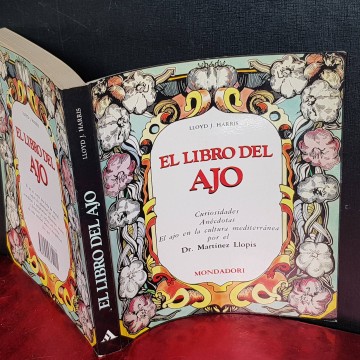 LLOYD J. HARRIS
EL LIBRO DEL
AJO
Curiosidades
Anécdotas
El ajo en la cultura mediterránea
por el
Dr. Martínez Llopis
MONDADORI
LLOYD J. HARRIS
EL LIBRO DEL AJO
EL LIBRO DEL
AJO